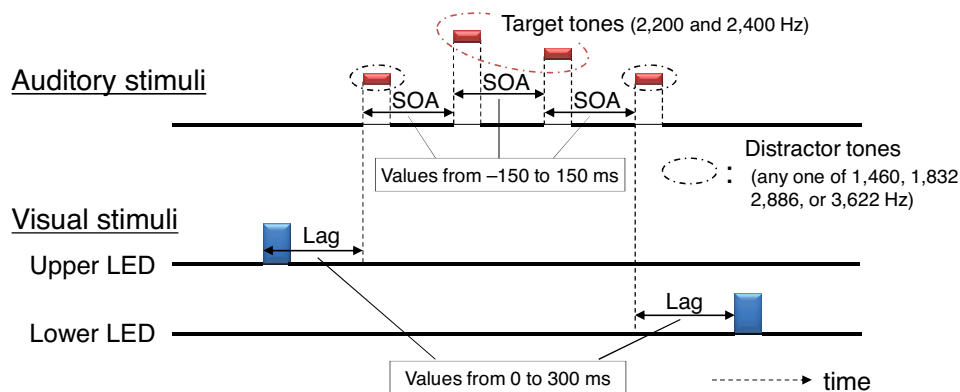 Target tones (2,200 and 2,400 Hz)
Auditory stimuli
SOA
SOA
SOA
Values from –150 to 150 ms
Distractor tones
:
(any one of 1,460, 1,832
2,886, or 3,622 Hz)
Visual stimuli
Lag
Upper LED
Lag
Lower LED
Values from 0 to 300 ms
time